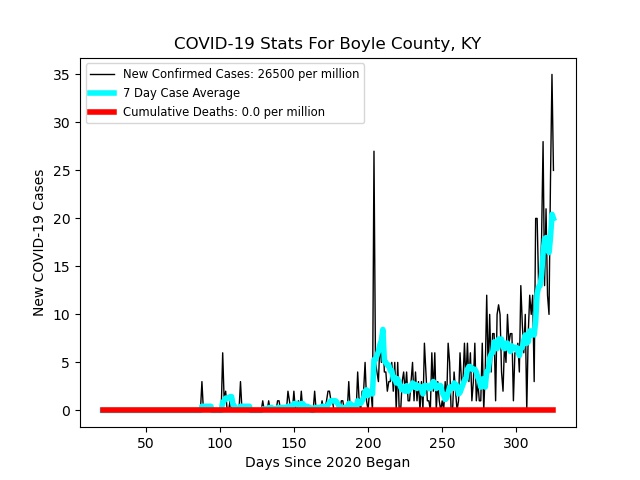 COVID-19 Stats For Boyle County, KY
New Confirmed Cases: 26500 per million
7 Day Case Average
Cumulative Deaths: 0.0 per million
New COVID-19 Cases
35
30
25
20
15
10
5
0
50
100
150
200
250
300
Days Since 2020 Began